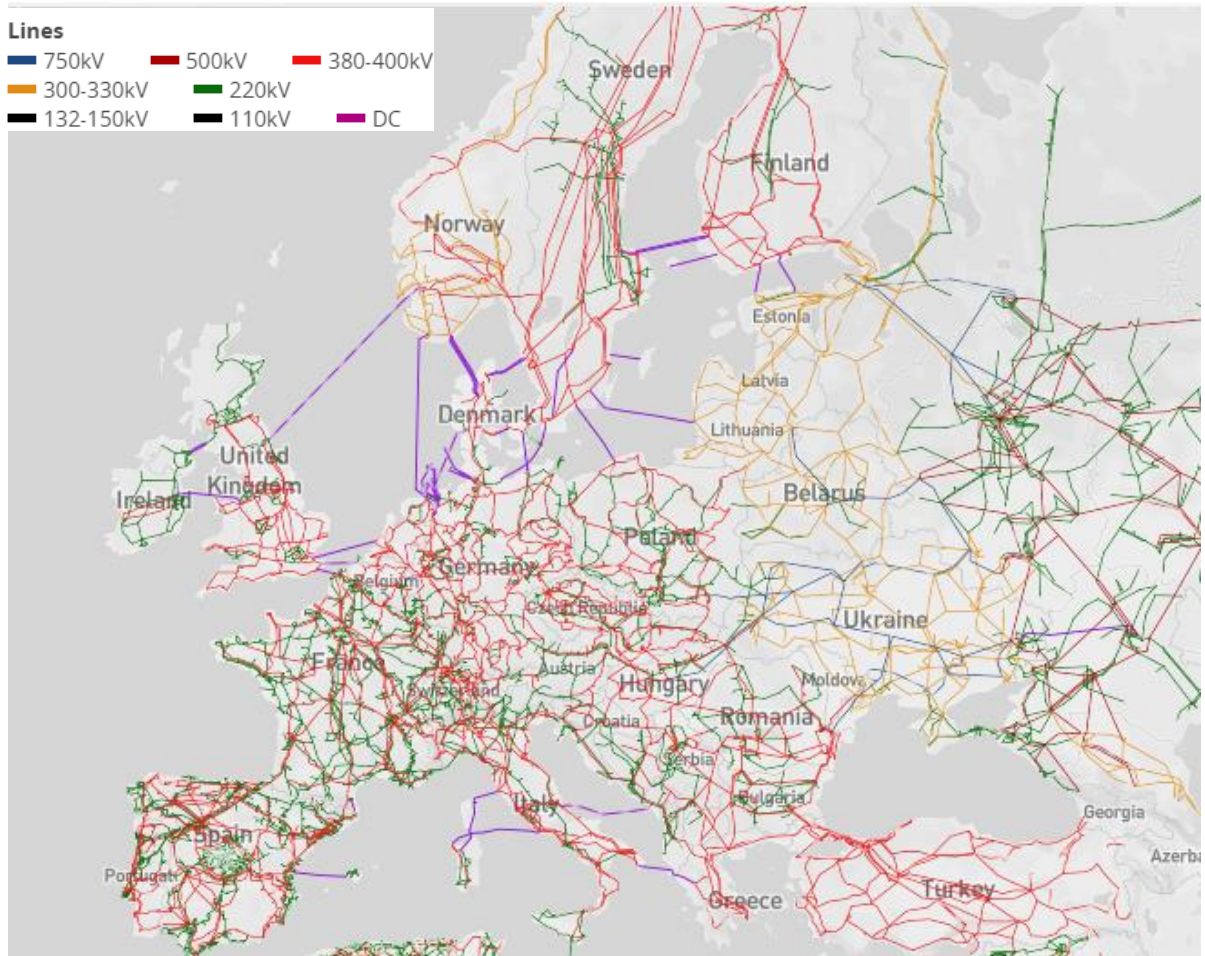 Lines
750kV 500kV 380-400kV
300-330kV 220kV
132-150kV 110kV DC
Sweden
Finland
Norway
Estonia
Latvia
Denmark
Lithuania
United
Kingdom
Ireland
Belarus
Poland
Germany
Belgium
Czech Republic
Ukraine
France
Austria
Hungary
Switzerland
Moldova
Romania
Croatia
Serbia
Italy
Bulgaria
Georgia
Spain
Azerba
Portugal
Turkey
Greece